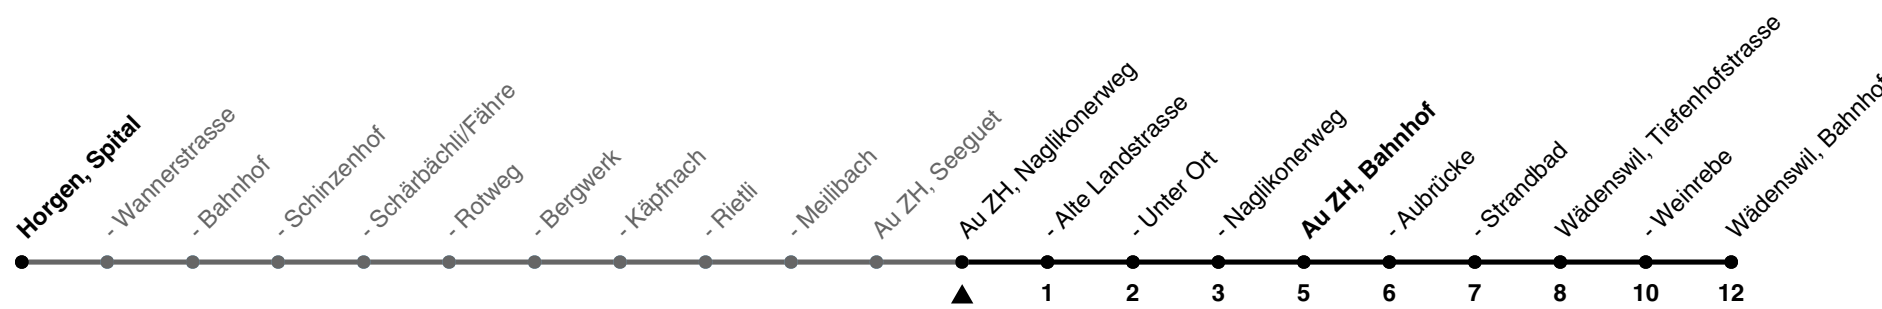 Horgen, Spital
- Wannerstrasse
- Bahnhof
- Schinzenhof
- Schärbächli/Fähre
- Rotweg
- Bergwerk
- Käpfnach
- Rietli
- Meilibach
Au ZH, Seeguet
Au ZH, Naglikonerweg
- Alte Landstrasse
- Unter Ort
- Naglikonerweg
Au ZH, Bahnhof
- Aubrücke
- Strandbad
Wädenswil, Tiefenhofstrasse
- Weinrebe
Wädenswil, Bahnhof
1 2 3 5 6 7 8 10 12